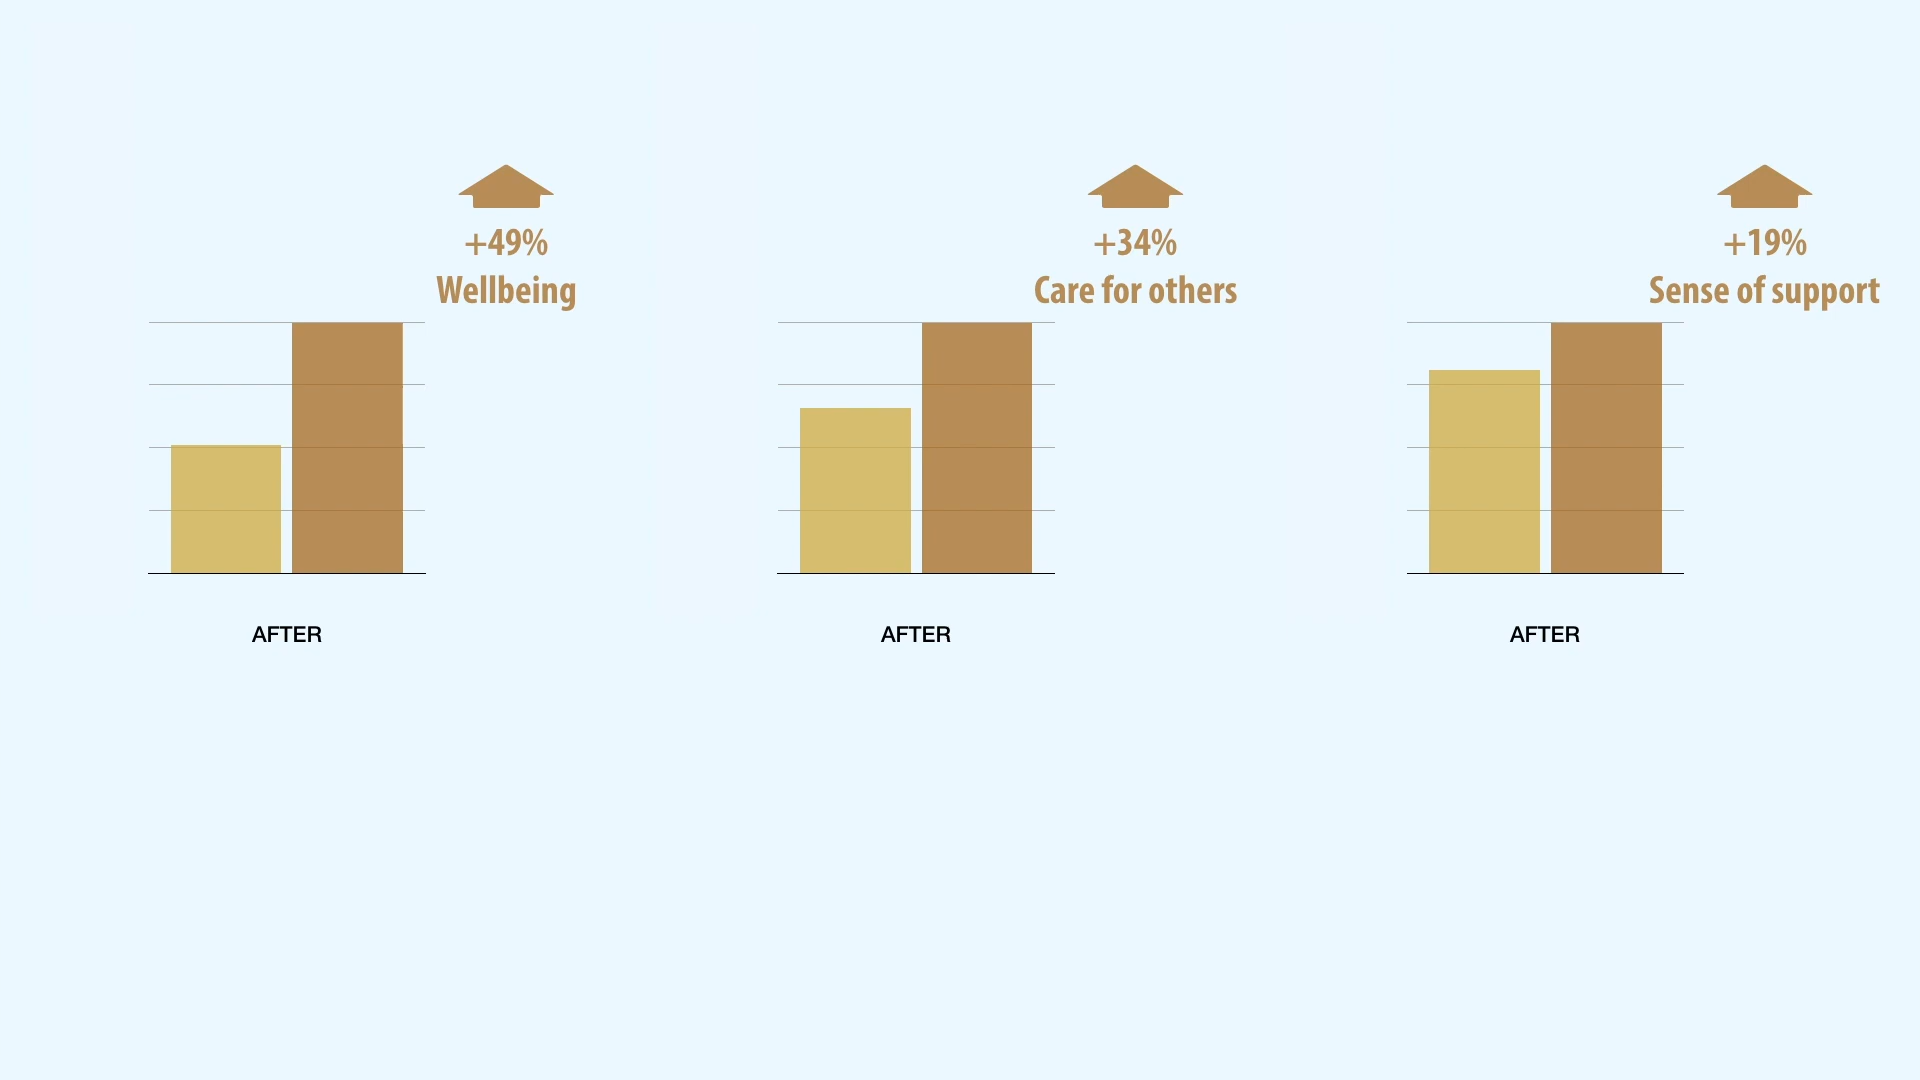 +49%
Wellbeing
AFTER
+34%
Care for others
AFTER
+19%
Sense of support
AFTER